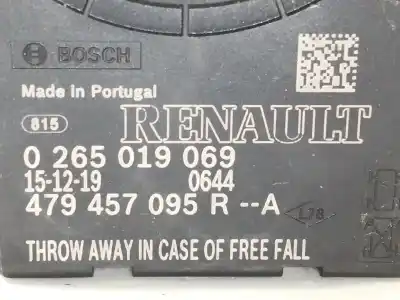 BOSCH
Made in Portugal
815
RENAULT
0 265 019 069
15-12-19 0644
479 457 095 R --A
L78
THROW AWAY IN CASE OF FREE FALL